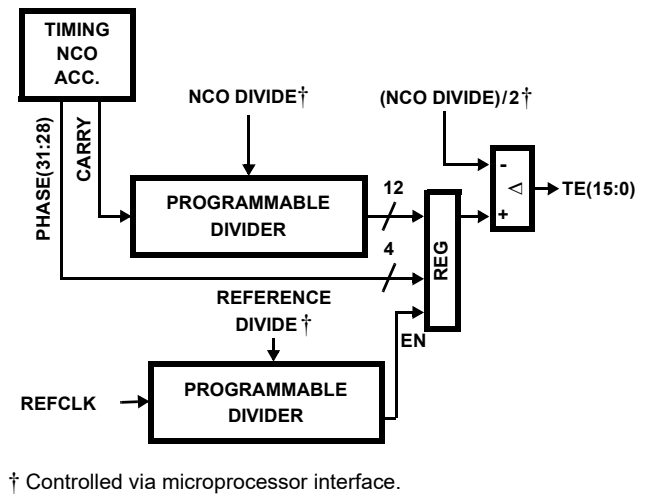 TIMING
NCO
ACC.
NCO DIVIDE†
(NCO DIVIDE)/2†
PHASE(31:28)
CARRY
-
Δ
TE(15:0)
+
12
PROGRAMMABLE
DIVIDER
4
REG
REFERENCE
DIVIDE†
EN
REFCLK
PROGRAMMABLE
DIVIDER
† Controlled via microprocessor interface.